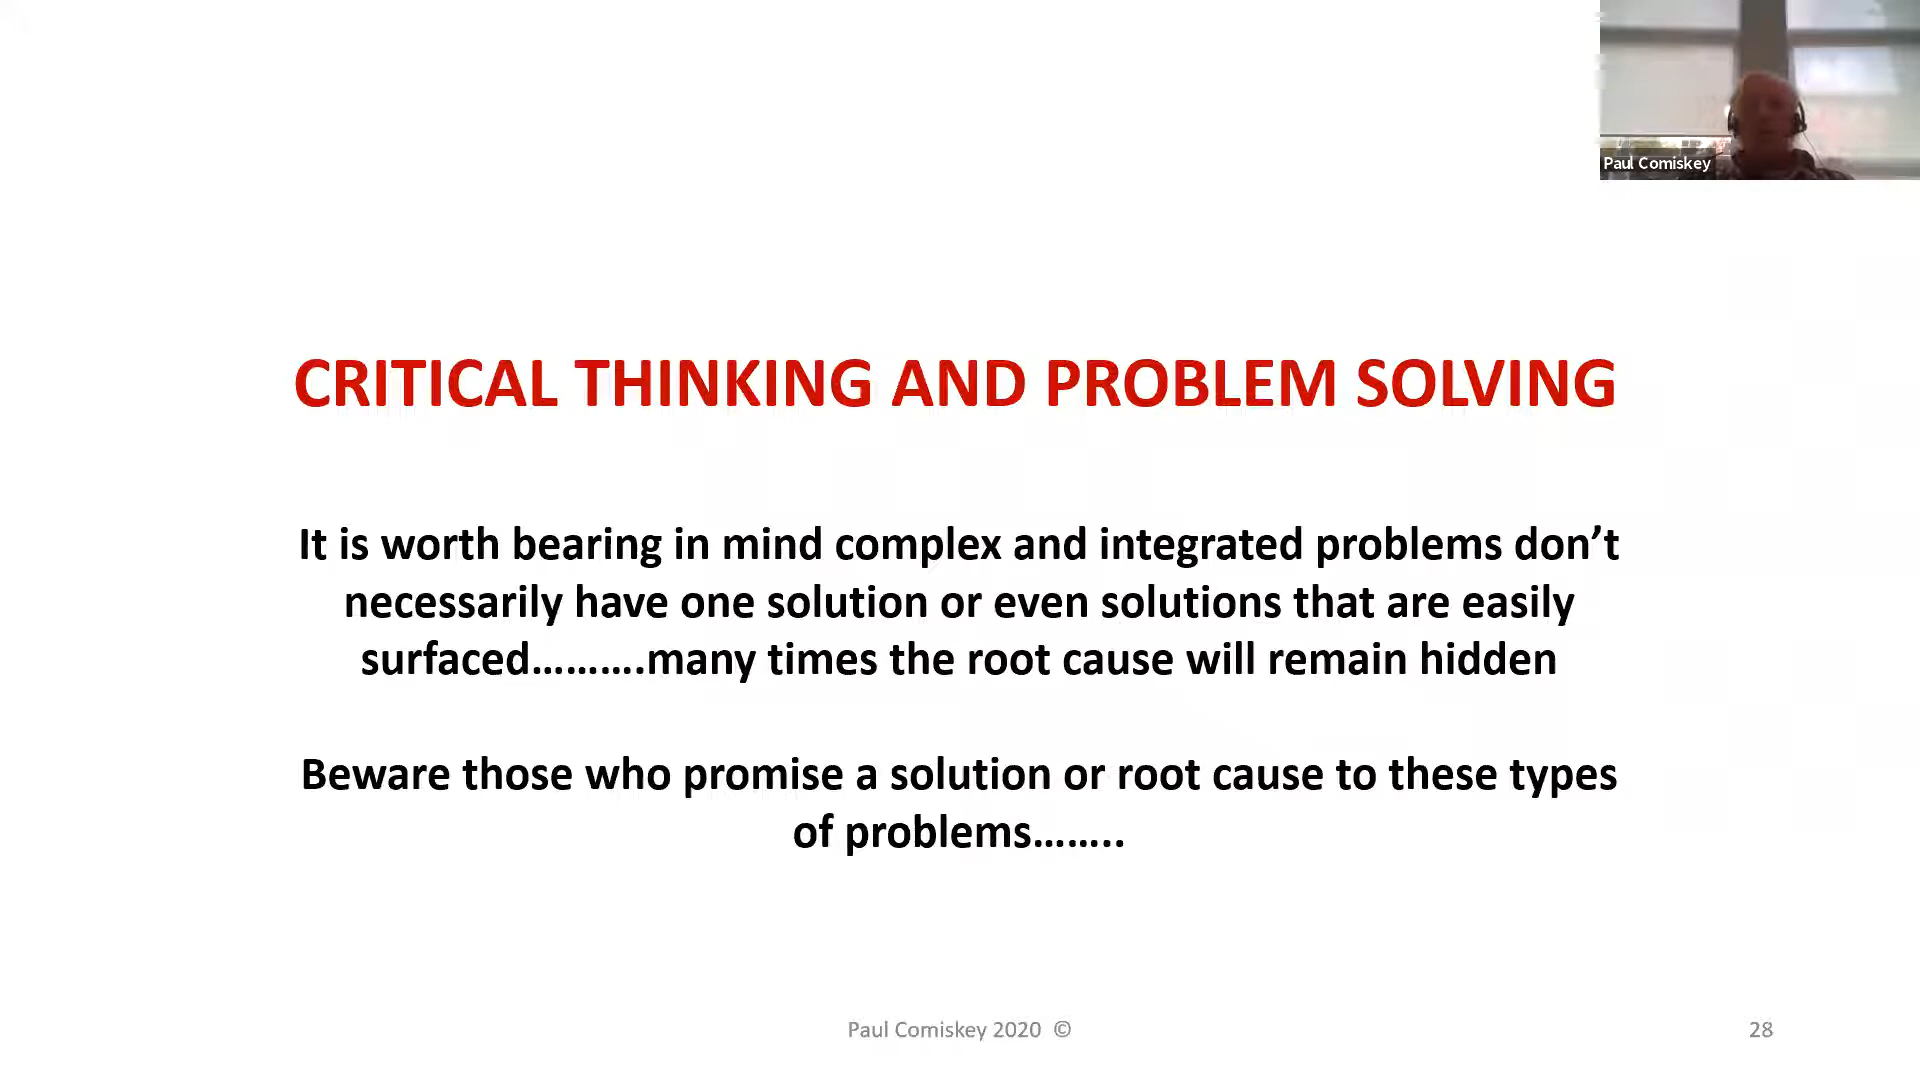 Paul Comiskey
CRITICAL THINKING AND PROBLEM SOLVING
It is worth bearing in mind complex and integrated problems don’t
necessarily have one solution or even solutions that are easily
surfaced……….many times the root cause will remain hidden
Beware those who promise a solution or root cause to these types
of problems……..
Paul Comiskey 2020 ©
28